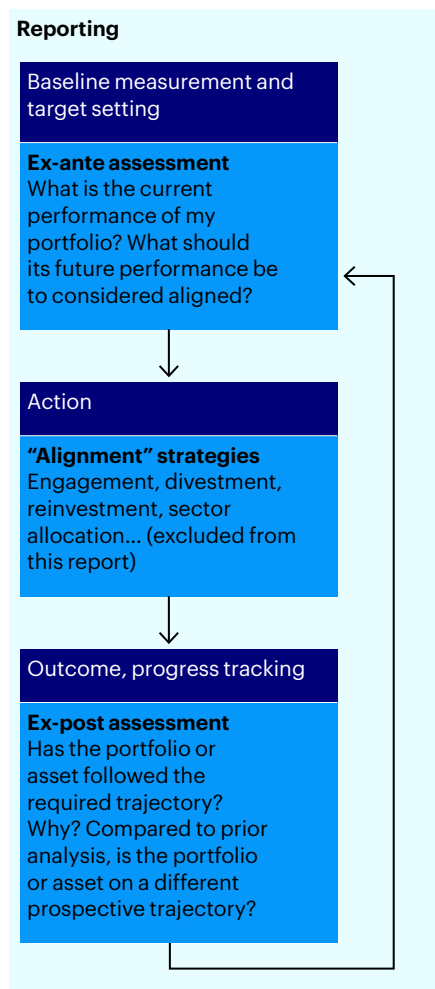 Reporting
Baseline measurement and
target setting
Ex-ante assessment
What is the current
performance of my
portfolio? What should
its future performance be
to considered aligned?
Action
“Alignment” strategies
Engagement, divestment,
reinvestment, sector
allocation... (excluded from
this report)
Outcome, progress tracking
Ex-post assessment
Has the portfolio or
asset followed the
required trajectory?
Why? Compared to prior
analysis, is the portfolio
or asset on a different
prospective trajectory?